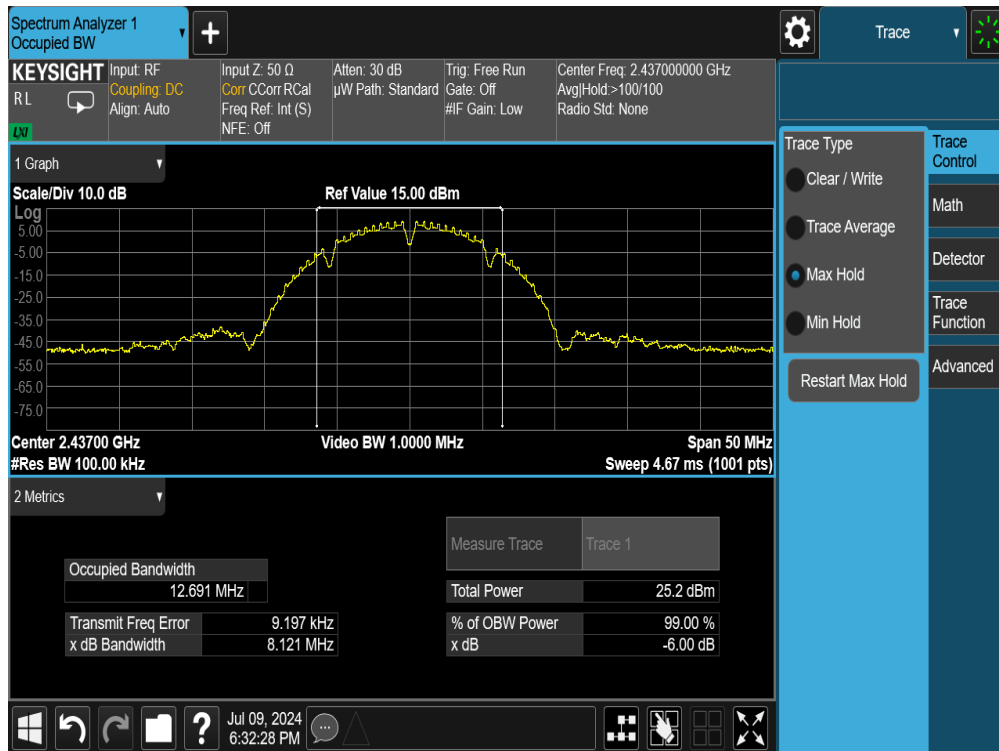 Spectrum Analyzer 1
Occupied BW
+
Trace
KEYSIGHT
RL
LXI
Input: RF
Coupling: DC
Align: Auto
Input Z: 50 Ω
Corr CCorr RCal
Freq Ref: Int (S)
NFE: Off
Atten: 30 dB
µW Path: Standard
Trig: Free Run
Gate: Off
#IF Gain: Low
Center Freq: 2.437000000 GHz
Avg|Hold:>100/100
Radio Std: None
1 Graph
Scale/Div 10.0 dB
Ref Value 15.00 dBm
Log
5.00
-5.00
-15.0
-25.0
-35.0
-45.0
-55.0
-65.0
-75.0
Center 2.43700 GHz
Video BW 1.0000 MHz
Span 50 MHz
#Res BW 100.00 kHz
Sweep 4.67 ms (1001 pts)
2 Metrics
Measure Trace
Trace 1
Occupied Bandwidth
12.691 MHz
Total Power
25.2 dBm
Transmit Freq Error
9.197 kHz
% of OBW Power
99.00 %
x dB Bandwidth
8.121 MHz
x dB
-6.00 dB
Trace Type
Clear / Write
Trace Average
Max Hold
Min Hold
Restart Max Hold
Trace
Control
Math
Detector
Trace
Function
Advanced
?
Jul 09, 2024
6:32:28 PM